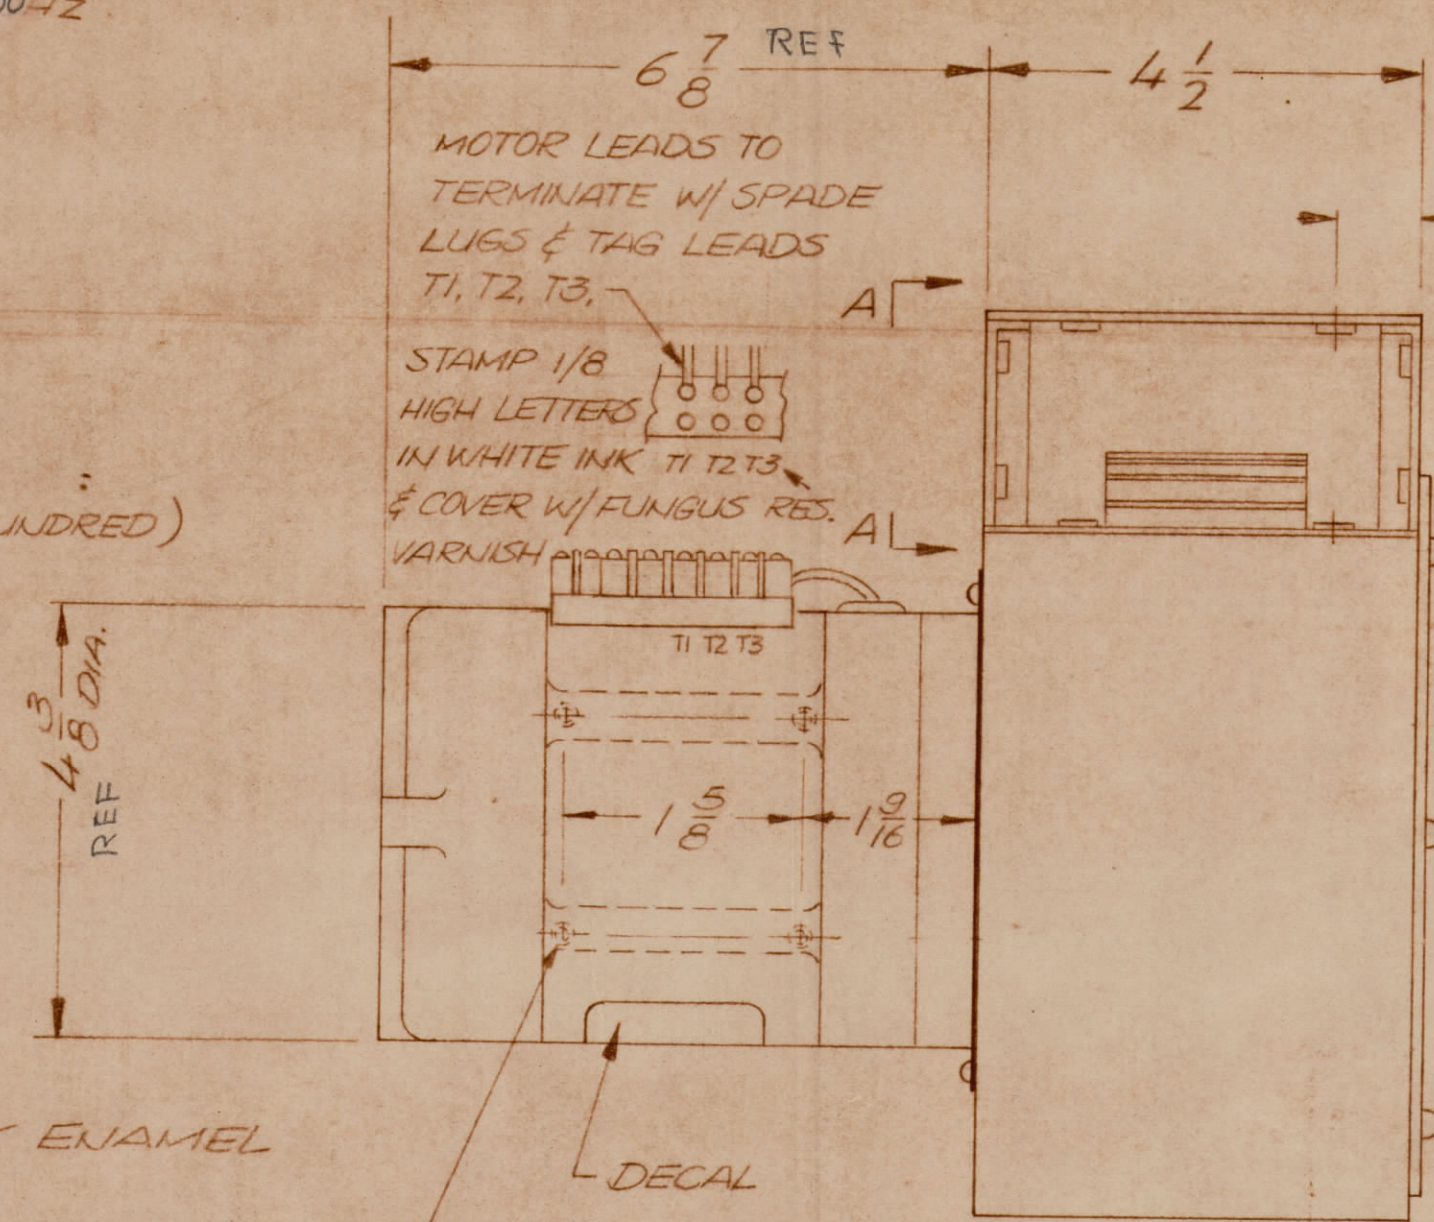 6 7/8 REF
4 1/2
MOTOR LEADS TO
TERMINATE W/ SPADE
LUGS & TAG LEADS
T1, T2, T3,
A
STAMP 1/8
HIGH LETTERS
IN WHITE INK T1 T2 T3
& COVER W/ FUNGUS RES.
VARNISH
A
UNDRED)
T1 T2 T3
4 3/8 DIA.
REF
1 5/8
1 9/16
ENAMEL
DECAL